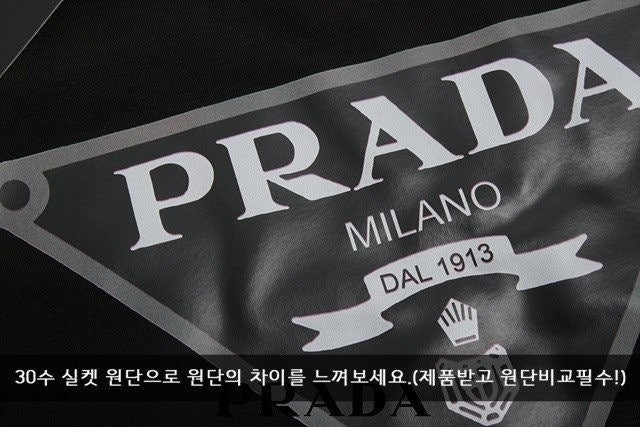 PRADA
MILANO
DAL 1913
30수 실켓 원단으로 원단의 차이를 느껴보세요.(제품받고 원단비교필수!)
PRADA